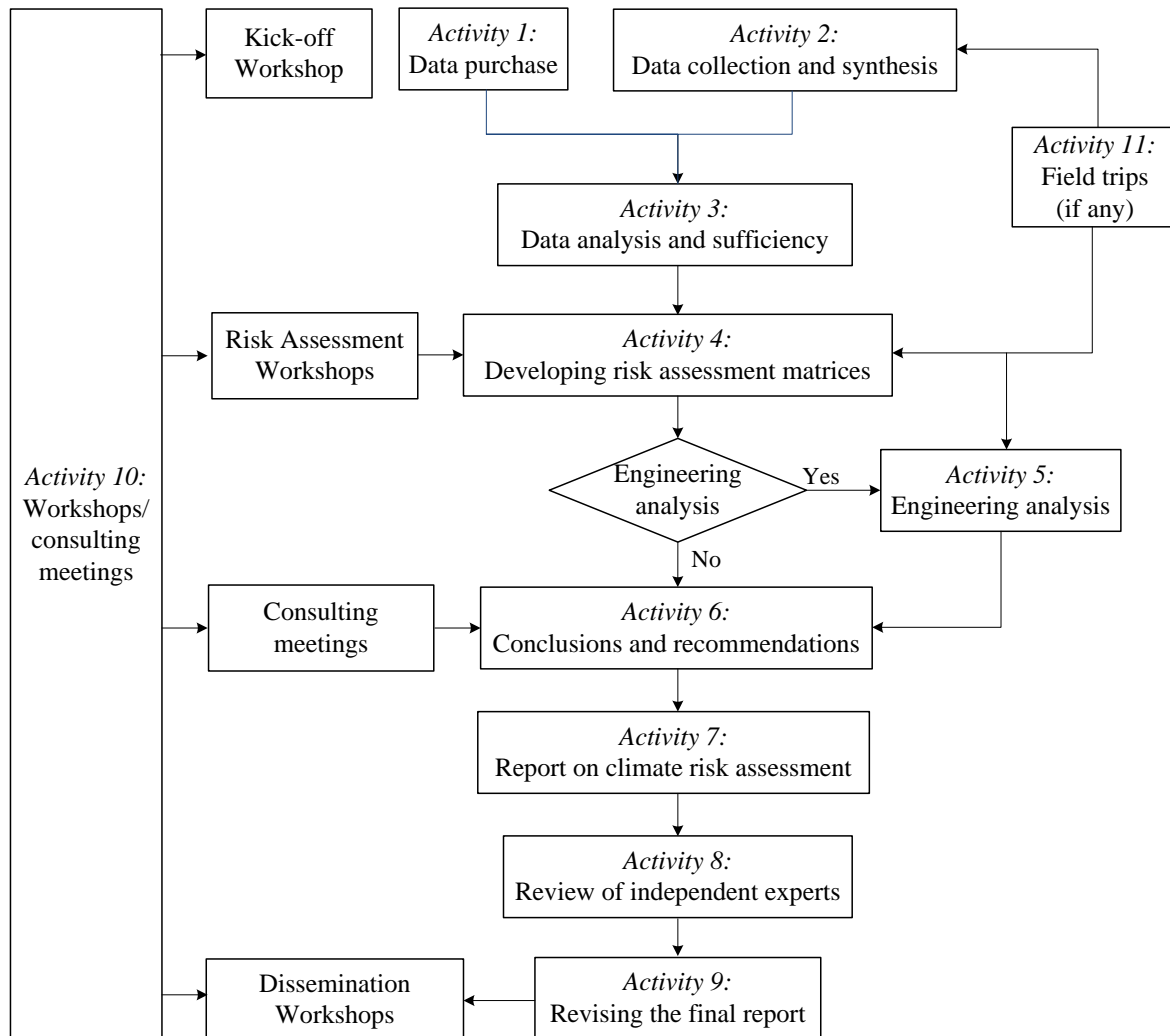 Kick-off
Workshop
Activity 1:
Data purchase
Activity 2:
Data collection and synthesis
Activity 11:
Field trips
(if any)
Activity 3:
Data analysis and sufficiency
Risk Assessment
Workshops
Activity 4:
Developing risk assessment matrices
Activity 10:
Workshops/
consulting
meetings
Engineering
analysis
Yes
Activity 5:
Engineering analysis
No
Consulting
meetings
Activity 6:
Conclusions and recommendations
Activity 7:
Report on climate risk assessment
Activity 8:
Review of independent experts
Dissemination
Workshops
Activity 9:
Revising the final report